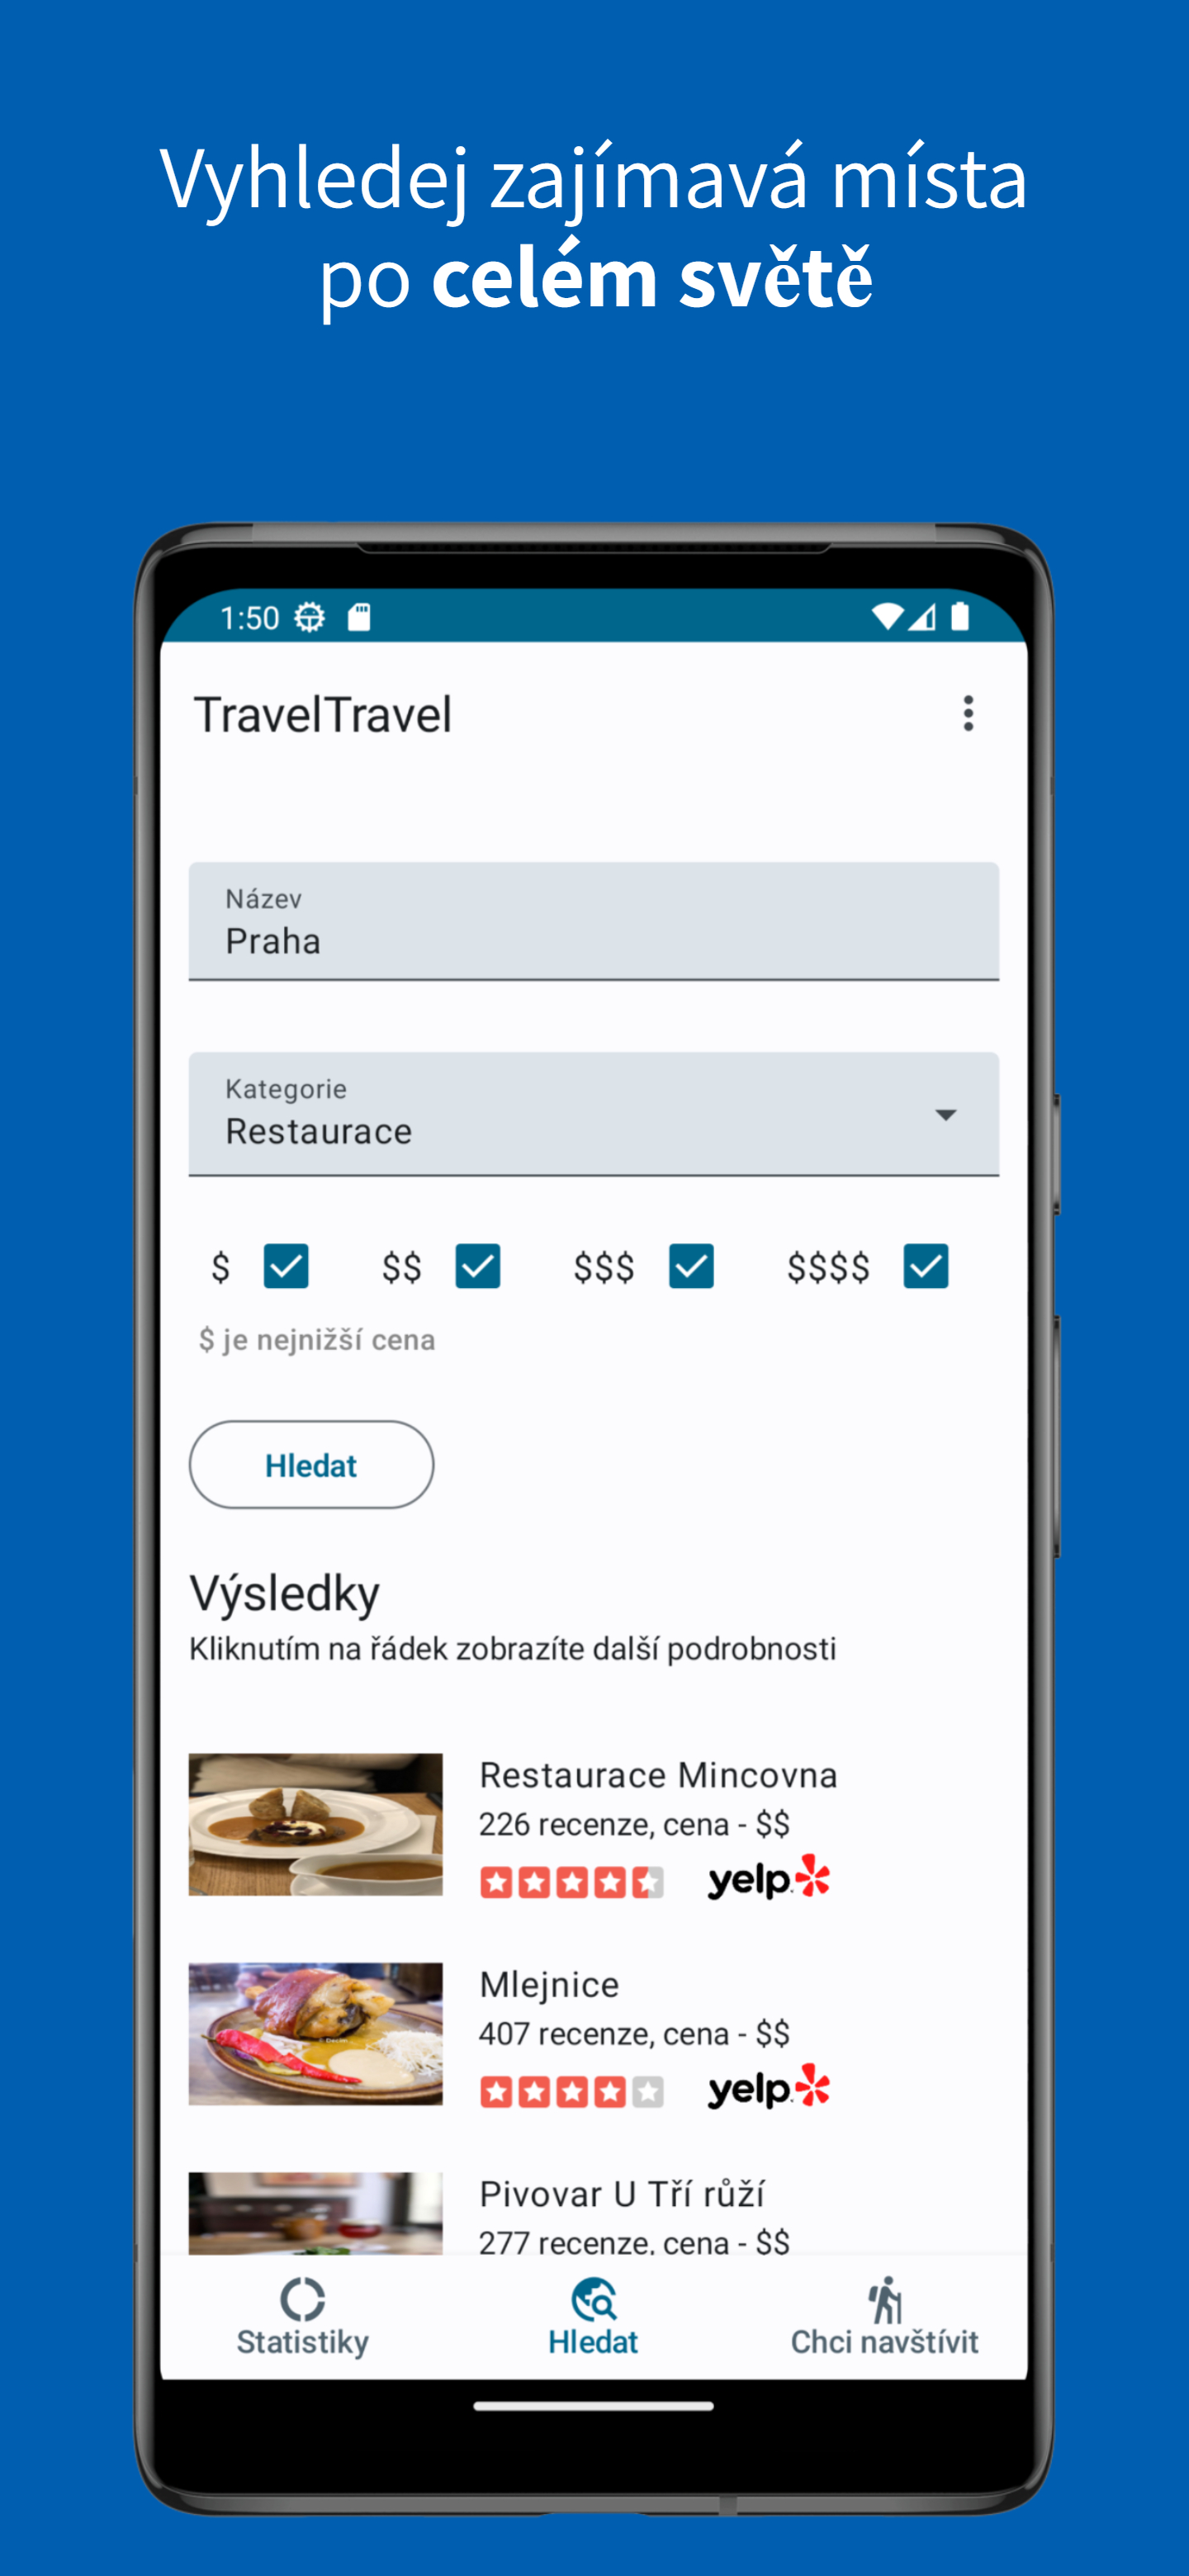 Vyhledej zajímavá místa
po celém světě
1:50
TravelTravel
Název
Praha
Kategorie
Restaurace
$ $$ $$$ $$$$
$ je nejnižší cena
Hledat
Výsledky
Kliknutím na řádek zobrazíte další podrobnosti
Restaurace Mincovna
226 recenze, cena - $$
yelp
Mlejnice
407 recenze, cena - $$
yelp
Pivovar U Tří růží
277 recenze, cena - $$
Statistiky Hledat Chci navštívit